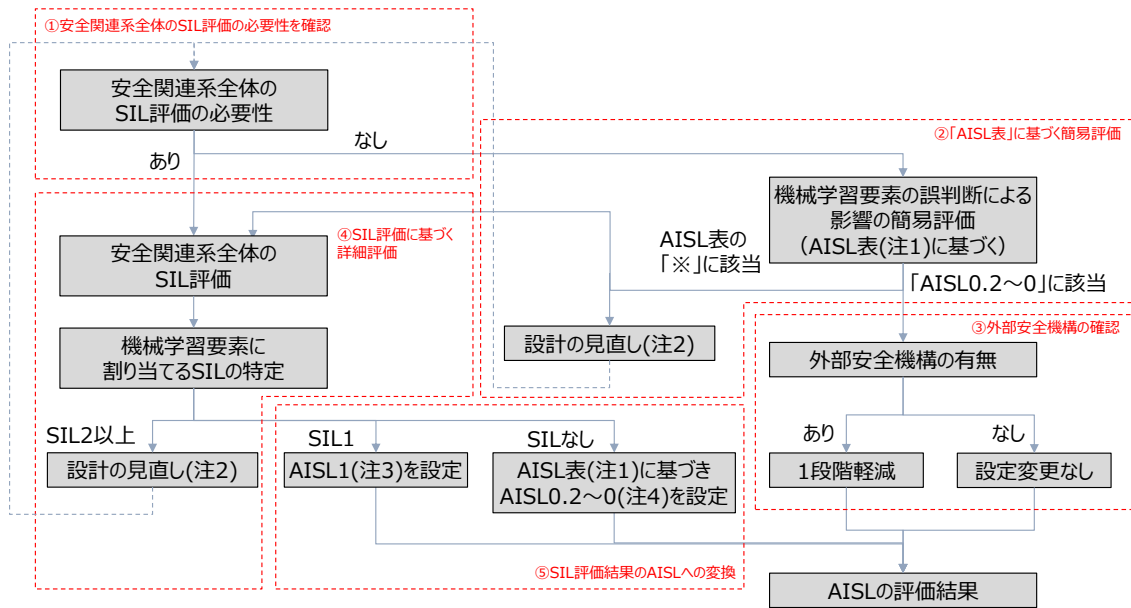 ①安全関連系全体のSIL評価の必要性を確認
安全関連系全体の
SIL評価の必要性
なし
あり
②「AISL表」に基づく簡易評価
機械学習要素の誤判断による
影響の簡易評価
(AISL表(注1)に基づく)
④SIL評価に基づく
詳細評価
安全関連系全体の
SIL評価
AISL表の
「※」に該当
「AISL0.2～0」に該当
設計の見直し(注2)
③外部安全機構の確認
外部安全機構の有無
機械学習要素に
割り当てるSILの特定
SIL2以上
設計の見直し(注2)
SIL1
AISL1(注3)を設定
SILなし
AISL表(注1)に基づき
AISL0.2～0(注4)を設定
あり
1段階軽減
なし
設定変更なし
⑤SIL評価結果のAISLへの変換
AISLの評価結果